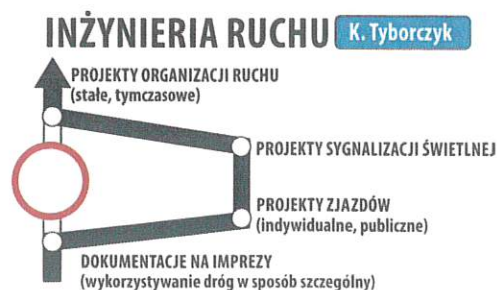 INŻYNIERIA RUCHU K. Tyborczyk
PROJEKTY ORGANIZACJI RUCHU
(stałe, tymczasowe)
PROJEKTY SYGNALIZACJI ŚWIETLNEJ
PROJEKTY ZJAZDÓW
(indywidualne, publiczne)
DOKUMENTACJE NA IMPREZY
(wykorzystywanie dróg w sposób szczególny)